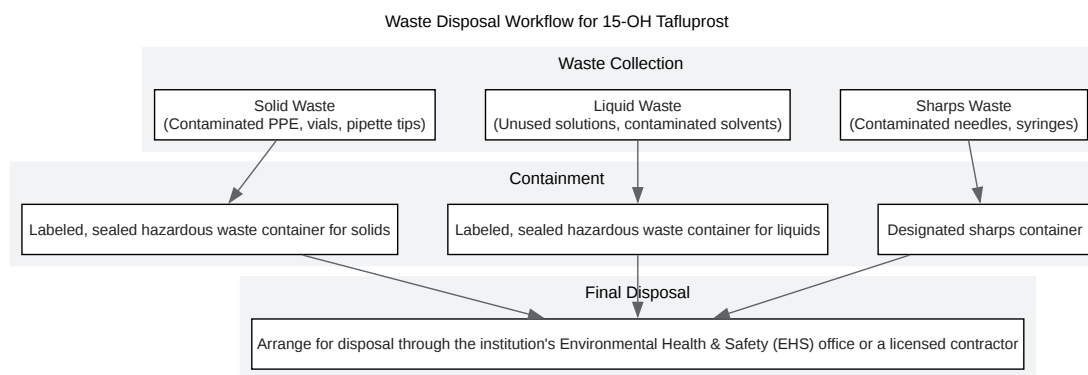 Waste Disposal Workflow for 15-OH Tafluprost
Waste Collection
Solid Waste
(Contaminated PPE, vials, pipette tips)
Liquid Waste
(Unused solutions, contaminated solvents)
Sharps Waste
(Contaminated needles, syringes)
Containment
Labeled, sealed hazardous waste container for solids
Labeled, sealed hazardous waste container for liquids
Designated sharps container
Final Disposal
Arrange for disposal through the institution's Environmental Health & Safety (EHS) office or a licensed contractor